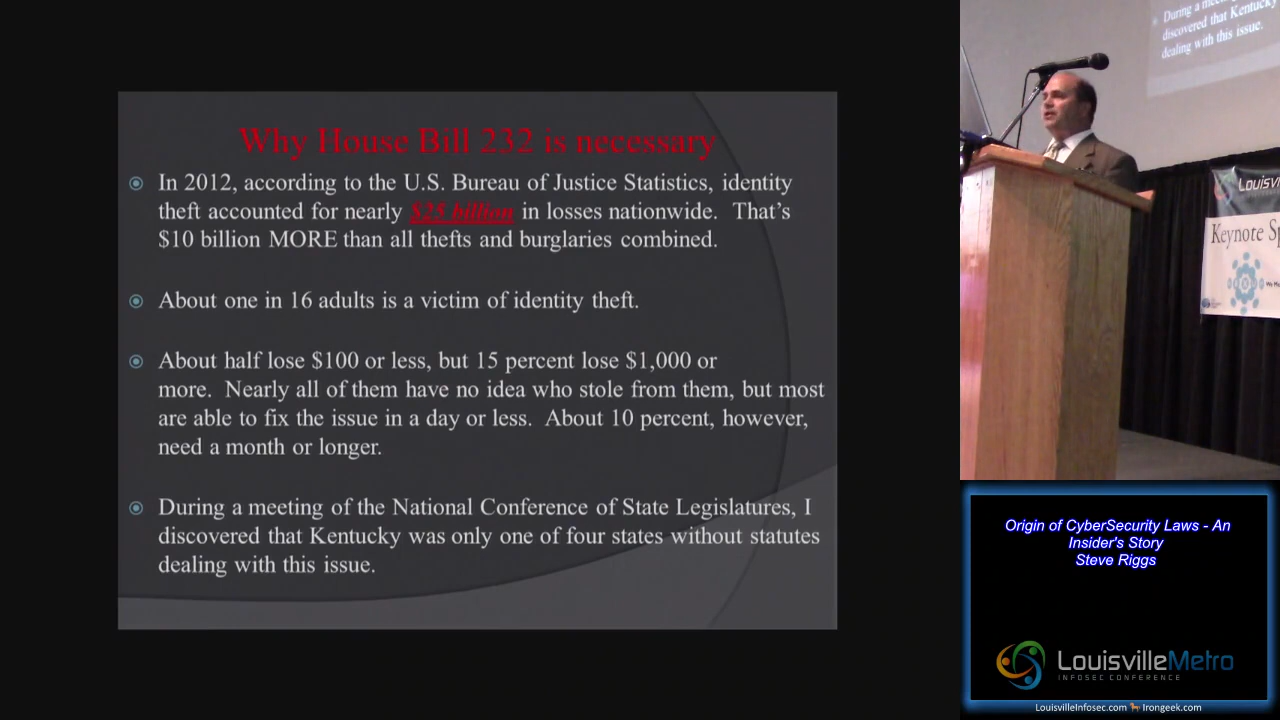 Why House Bill 232 is necessary
In 2012, according to the U.S. Bureau of Justice Statistics, identity
theft accounted for nearly $25 billion in losses nationwide.  That's
$10 billion MORE than all thefts and burglaries combined.
About one in 16 adults is a victim of identity theft.
About half lose $100 or less, but 15 percent lose $1,000 or
more.  Nearly all of them have no idea who stole from them, but most
are able to fix the issue in a day or less.  About 10 percent, however,
need a month or longer.
During a meeting of the National Conference of State Legislatures, I
discovered that Kentucky was only one of four states without statutes
dealing with this issue.
During a meet
discovered that Kentucky
dealing with this issue.
Louisvi
Keynote Sp
Origin of CyberSecurity Laws - An
Insider's Story
Steve Riggs
LouisvilleMetro
INFOSEC CONFERENCE
LouisvilleInfosec.com Irongeek.com